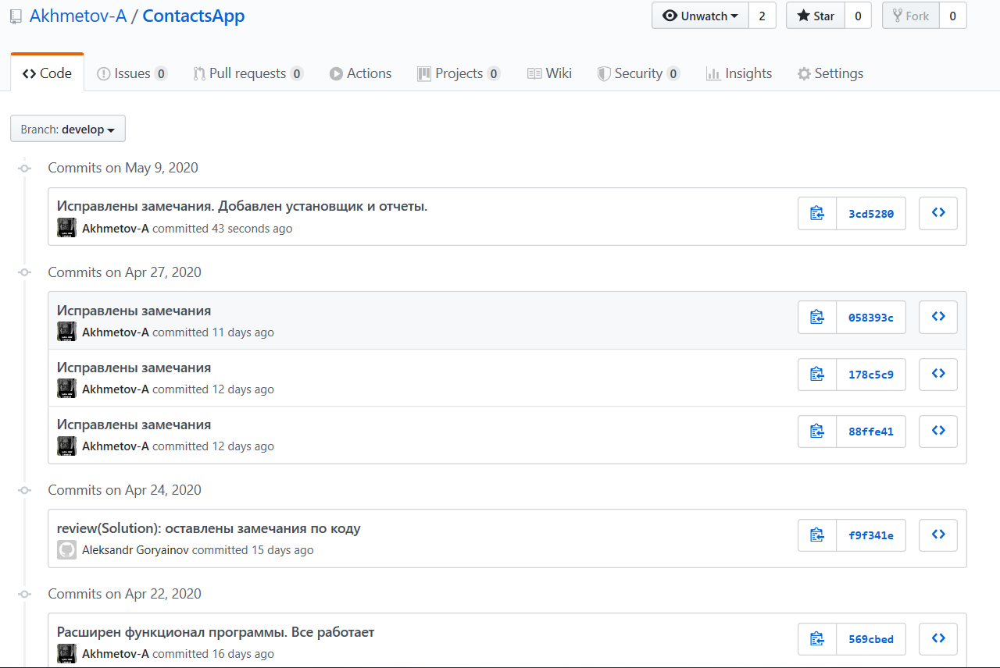 Akhmetov-A / ContactsApp
Unwatch 2 Star 0 Fork 0
Code Issues 0 Pull requests 0 Actions Projects 0 Wiki Security 0 Insights Settings
Branch: develop
Commits on May 9, 2020
Исправлены замечания. Добавлен установщик и отчеты.
3cd5280
Akhmetov-A committed 43 seconds ago
Commits on Apr 27, 2020
Исправлены замечания
058393c
Akhmetov-A committed 11 days ago
Исправлены замечания
178c5c9
Akhmetov-A committed 12 days ago
Исправлены замечания
88ffe41
Akhmetov-A committed 12 days ago
Commits on Apr 24, 2020
review(Solution): оставлены замечания по коду
f9f341e
Aleksandr Goryainov committed 15 days ago
Commits on Apr 22, 2020
Расширен функционал программы. Все работает
569cbed
Akhmetov-A committed 16 days ago